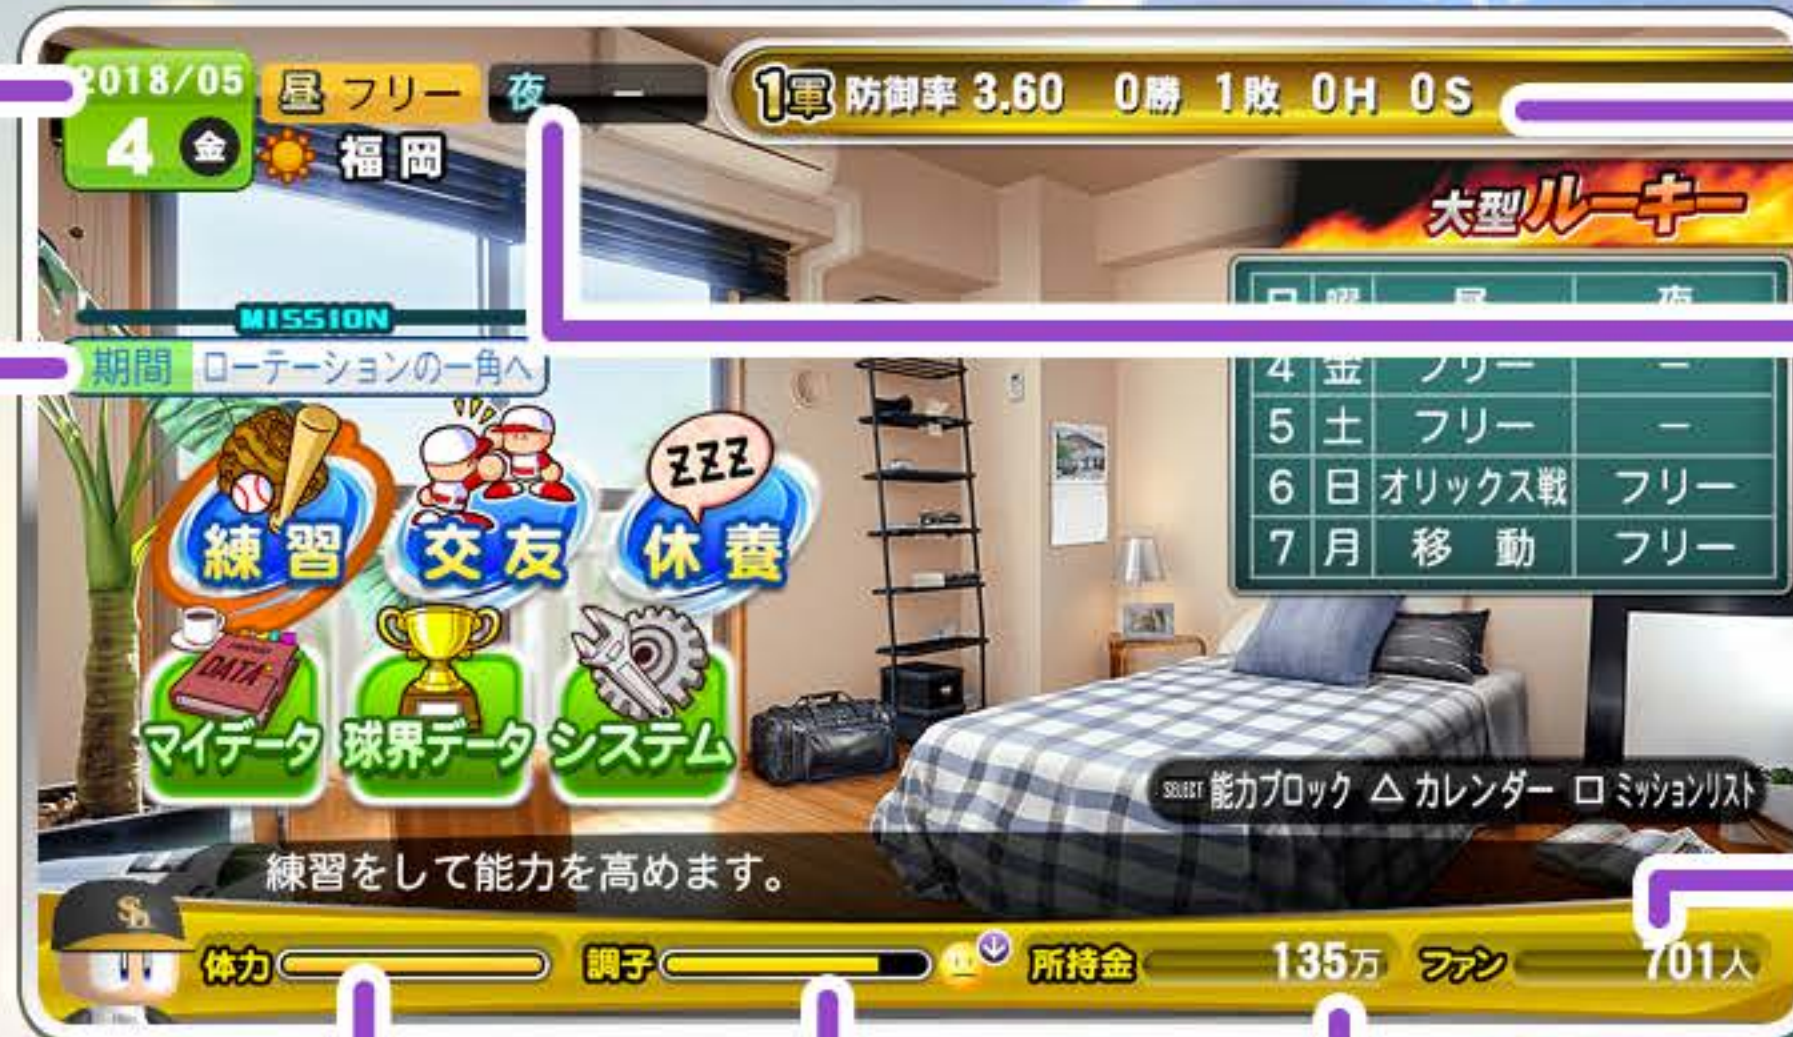 2018/05
4 金
昼 フリー 夜 ー
福岡
1軍 防御率 3.60 0勝 1敗 0H 0S
大型ルーキー
MISSION
期間 ローテーションの一角へ
日 曜 昼 夜
4 金 フリー ー
5 土 フリー ー
6 日 オリックス戦 フリー
7 月 移動 フリー
ZZZ
練習 交友 休養
DATA
マイデータ 球界データ システム
SELECT 能力ブロック △ カレンダー □ ミッションリスト
練習をして能力を高めます。
体力 調子 所持金 135万 ファン 701人